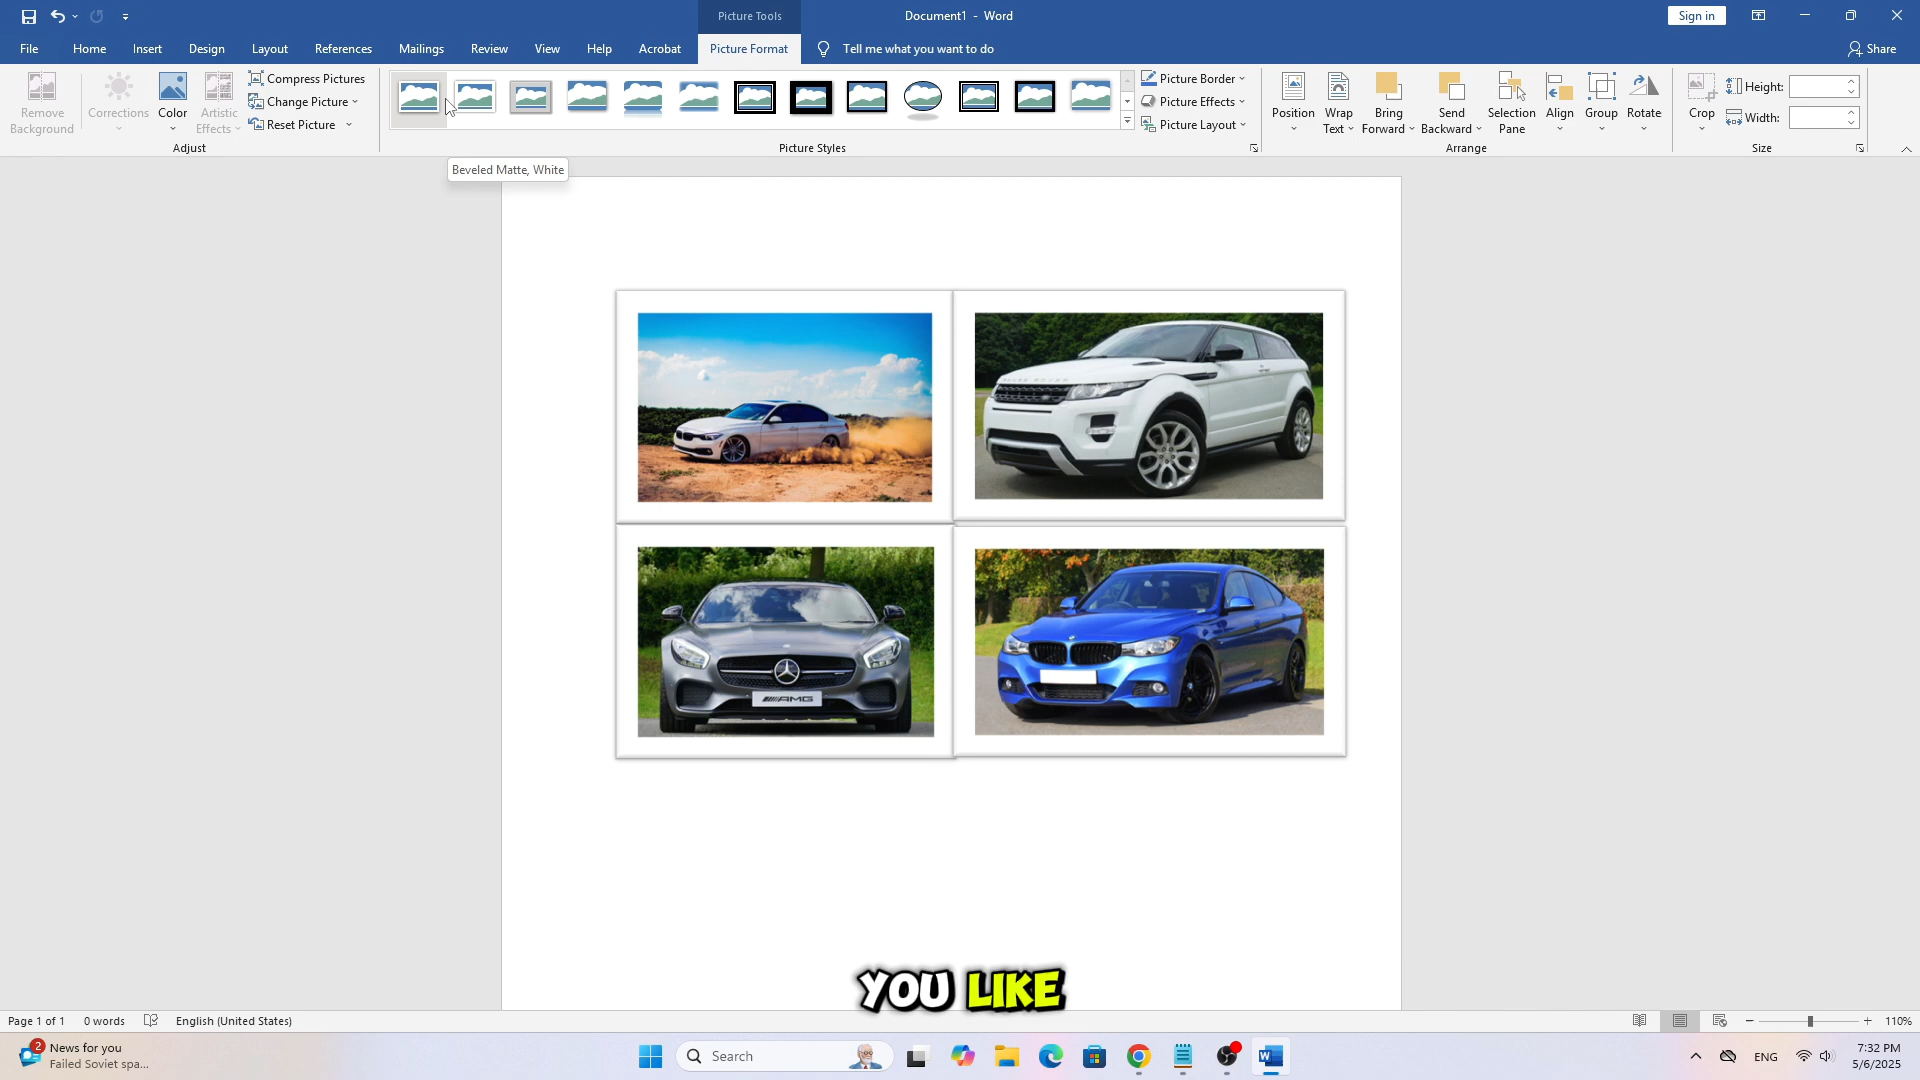 Picture Tools
Document1 - Word
Sign in
File Home Insert Design Layout References Mailings Review View Help Acrobat Picture Format Tell me what you want to do Share
Remove Background
Corrections
Color
Artistic Effects
Compress Pictures
Change Picture
Reset Picture
Adjust
Picture Styles
Picture Border
Picture Effects
Picture Layout
Position
Wrap Text
Bring Forward
Send Backward
Selection Pane
Align
Group
Rotate
Arrange
Crop
Height:
Width:
Size
Beveled Matte, White
AMG
YOU LIKE
Page 1 of 1 0 words English (United States) 110%
2
News for you
Failed Soviet spa...
Search
ENG
7:32 PM
5/6/2025